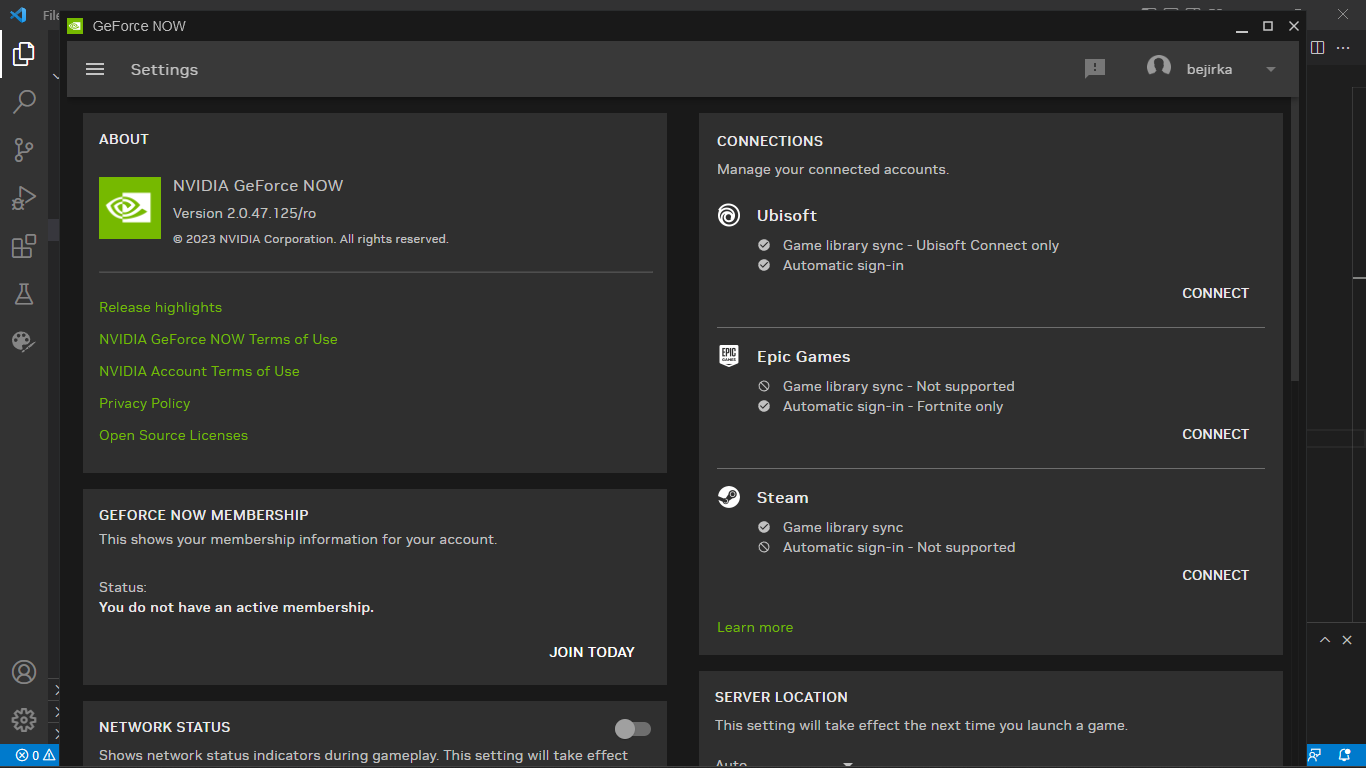 File
GeForce NOW
Settings
bejirka
ABOUT
NVIDIA GeForce NOW
Version 2.0.47.125/ro
© 2023 NVIDIA Corporation. All rights reserved.
Release highlights
NVIDIA GeForce NOW Terms of Use
NVIDIA Account Terms of Use
Privacy Policy
Open Source Licenses
GEFORCE NOW MEMBERSHIP
This shows your membership information for your account.
Status:
You do not have an active membership.
JOIN TODAY
NETWORK STATUS
Shows network status indicators during gameplay. This setting will take effect
CONNECTIONS
Manage your connected accounts.
Ubisoft
Game library sync - Ubisoft Connect only
Automatic sign-in
CONNECT
EPIC GAMES
Epic Games
Game library sync - Not supported
Automatic sign-in - Fortnite only
CONNECT
Steam
Game library sync
Automatic sign-in - Not supported
CONNECT
Learn more
SERVER LOCATION
This setting will take effect the next time you launch a game.
Auto
0